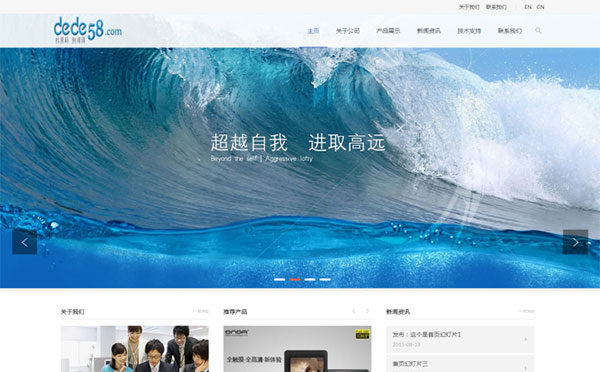 关于我们 联系我们 | EN CN
dede58.com
主页 关于公司 产品展示 新闻资讯 技术支持 联系我们
超越自我 进取高远
Beyond the self | Aggressive lofty
关于我们
推荐产品
新闻资讯
ONDA
全触摸·全高清·新体验
发布:这个是首页幻灯片1
2015-09-13
首页幻灯片三